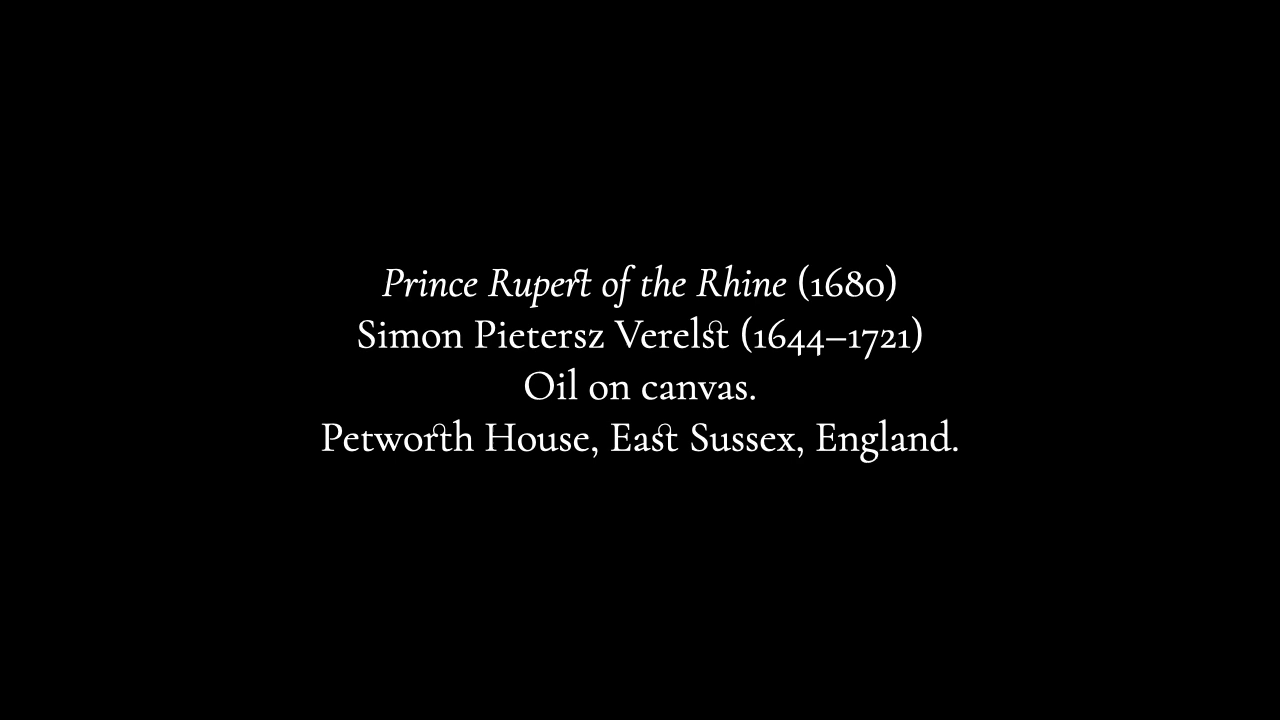 Prince Rupert of the Rhine (1680)
Simon Pietersz Verelst (1644–1721)
Oil on canvas.
Petworth House, East Sussex, England.